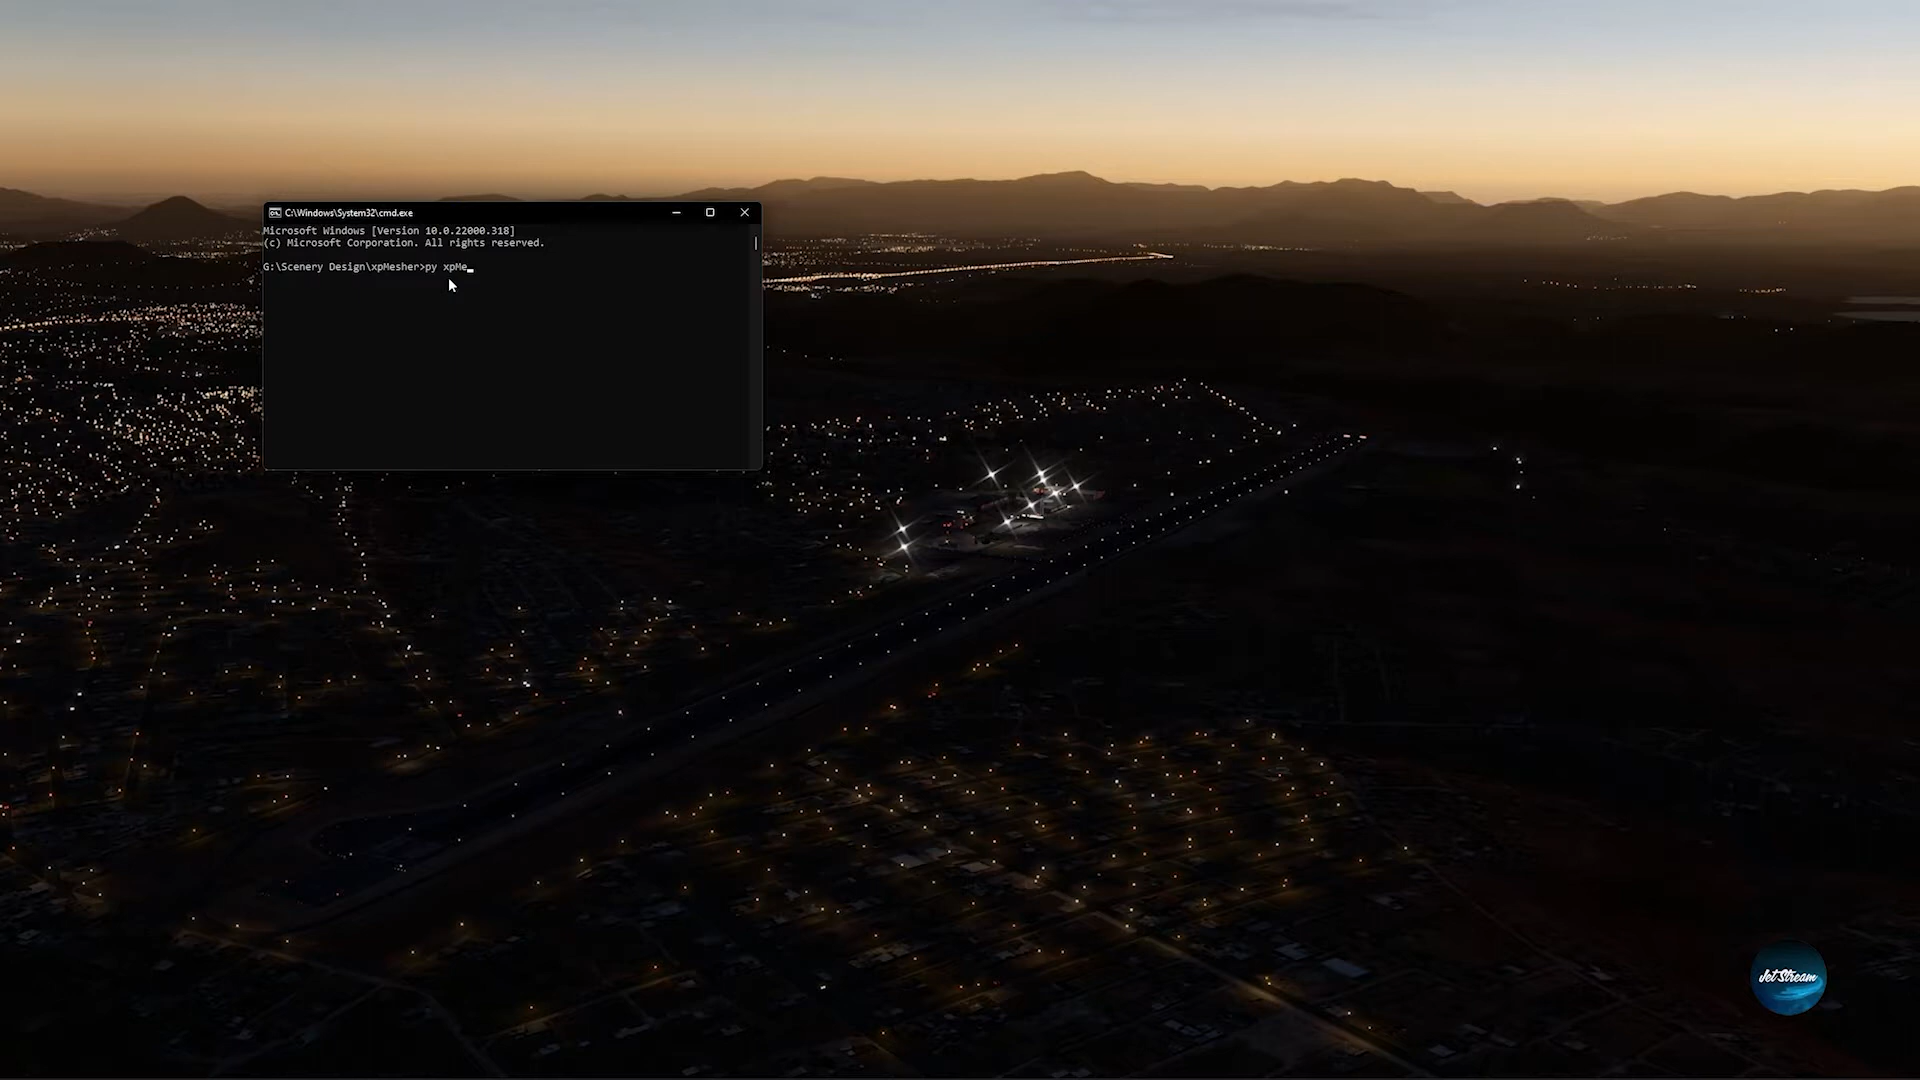 C:\Windows\System32\cmd.exe
Microsoft Windows [Version 10.0.22000.318]
(c) Microsoft Corporation. All rights reserved.
G:\Scenery Design\xpMesher>py xpMe
Jet Stream